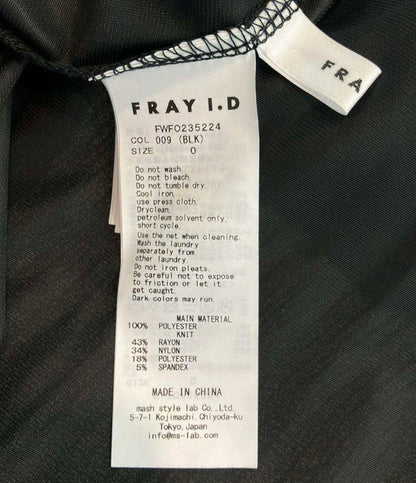 FRAY I.D
FWFO235224
COL 009 (BLK)
SIZE 0
Do not wash.
Do not bleach.
Do not tumble dry.
Cool iron,
use press cloth.
Dryclean,
petroleum solvent only,
short cycle.
Use the net when cleaning.
Wash the laundry
separately from
other laundry.
Do not iron pleats.
Be careful not to expose
to friction or let it
get caught.
Dark colors may run.
MAIN MATERIAL
100% POLYESTER
KNIT
43% RAYON
34% NYLON
18% POLYESTER
5% SPANDEX
MADE IN CHINA
mash style lab Co.,Ltd.
5-7-1 Kojimachi,Chiyoda-ku
Tokyo,Japan
info@ms-lab.com
FRA